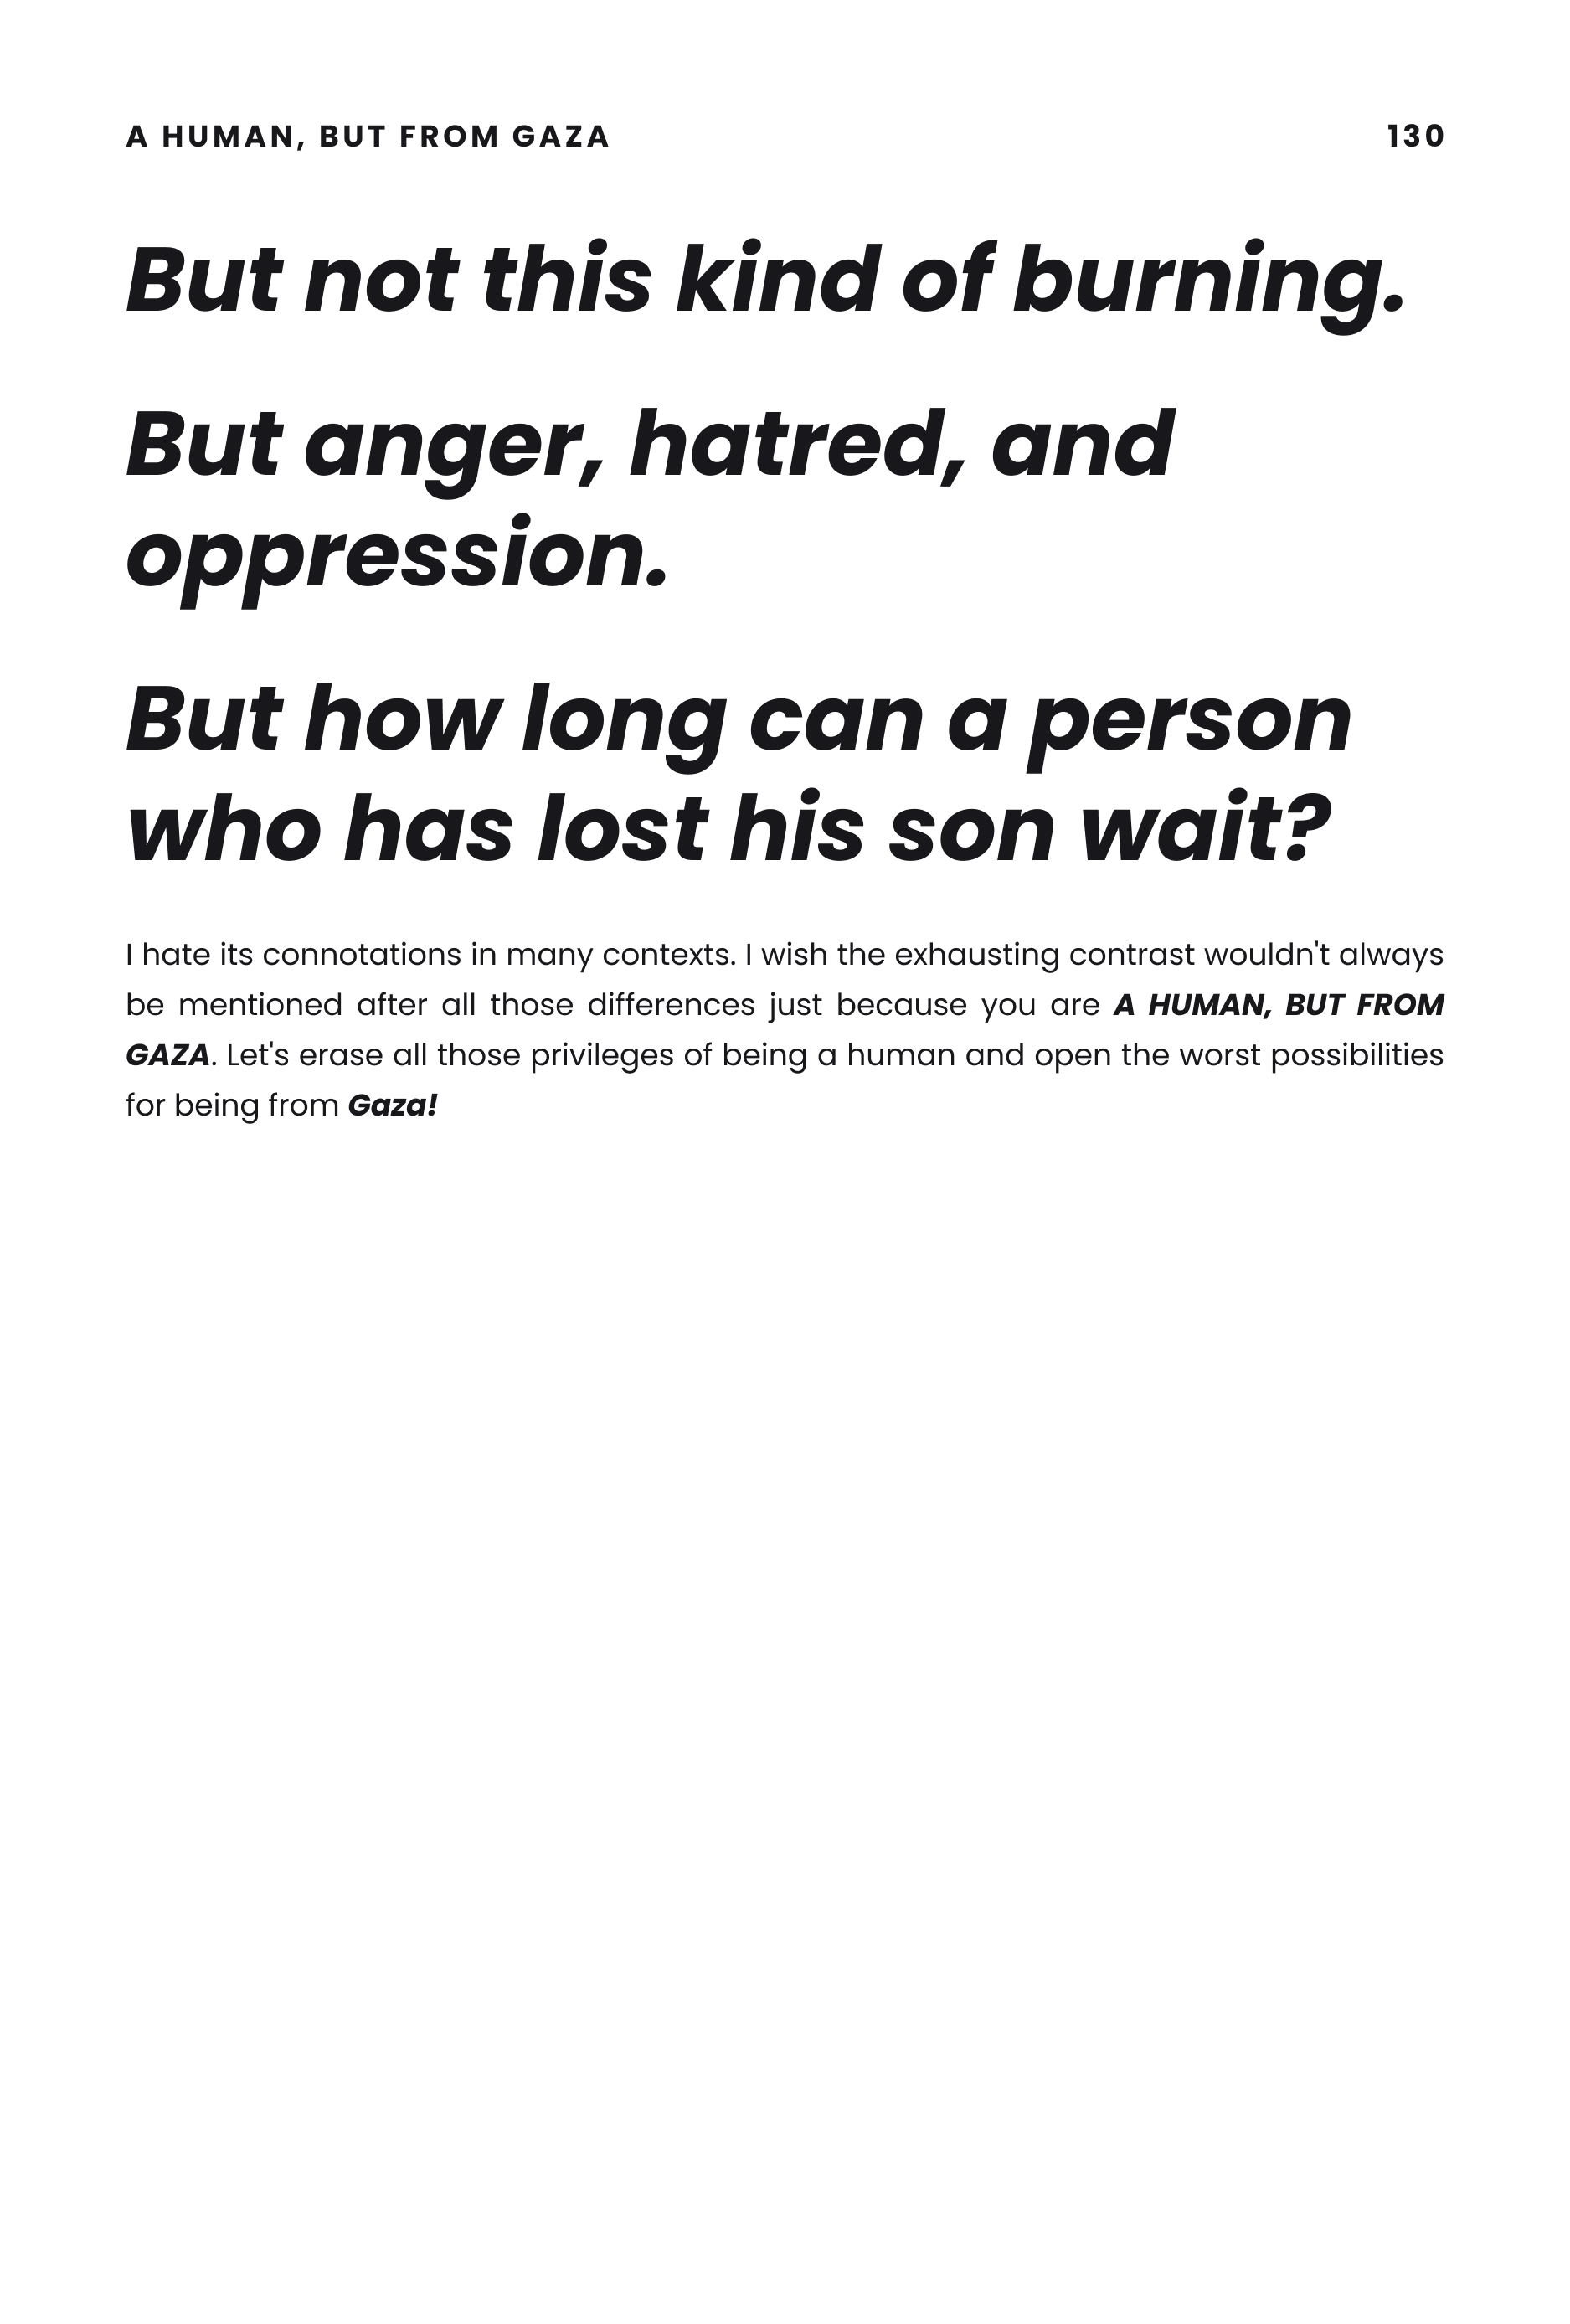 A HUMAN, BUT FROM GAZA 130
But not this kind of burning.
But anger, hatred, and
oppression.
But how long can a person
who has lost his son wait?
I hate its connotations in many contexts. I wish the exhausting contrast wouldn't always
be mentioned after all those differences just because you are A HUMAN, BUT FROM
GAZA. Let's erase all those privileges of being a human and open the worst possibilities
for being from Gaza!